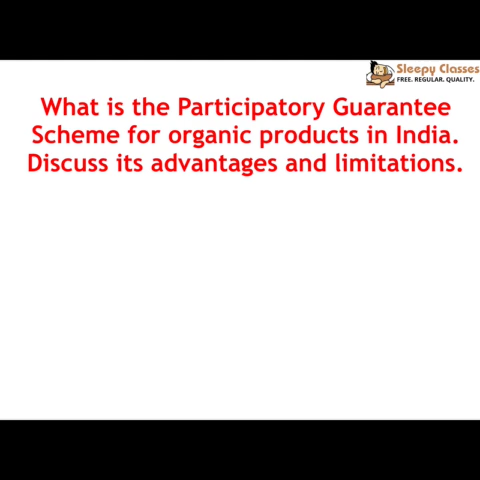 Sleepy Classes
FREE. REGULAR. QUALITY.
What is the Participatory Guarantee
Scheme for organic products in India.
Discuss its advantages and limitations.